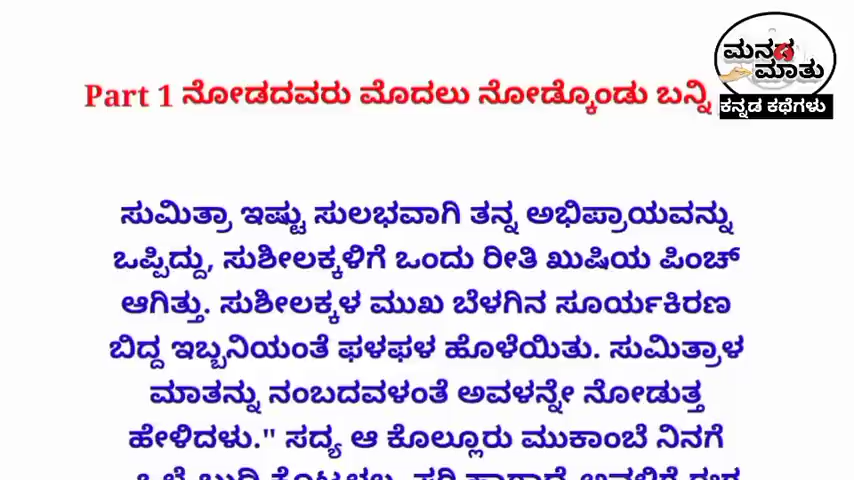 ಮನದ
ಮಾತು
ಕನ್ನಡ ಕಥೆಗಳು
Part 1 ನೋಡದವರು ಮೊದಲು ನೋಡ್ಕೊಂಡು ಬನ್ನಿ
ಸುಮಿತ್ರಾ ಇಷ್ಟು ಸುಲಭವಾಗಿ ತನ್ನ ಅಭಿಪ್ರಾಯವನ್ನು
ಒಪ್ಪಿದ್ದು, ಸುಶೀಲಕ್ಕಳಿಗೆ ಒಂದು ರೀತಿ ಖುಷಿಯ ಪಿಂಚ್
ಆಗಿತ್ತು. ಸುಶೀಲಕ್ಕಳ ಮುಖ ಬೆಳಗಿನ ಸೂರ್ಯಕಿರಣ
ಬಿದ್ದ ಇಬ್ಬನಿಯಂತೆ ಫಳಫಳ ಹೊಳೆಯಿತು. ಸುಮಿತ್ರಾಳ
ಮಾತನ್ನು ನಂಬದವಳಂತೆ ಅವಳನ್ನೇ ನೋಡುತ್ತ
ಹೇಳಿದಳು." ಸದ್ಯ ಆ ಕೊಲ್ಲೂರು ಮುಕಾಂಬೆ ನಿನಗೆ